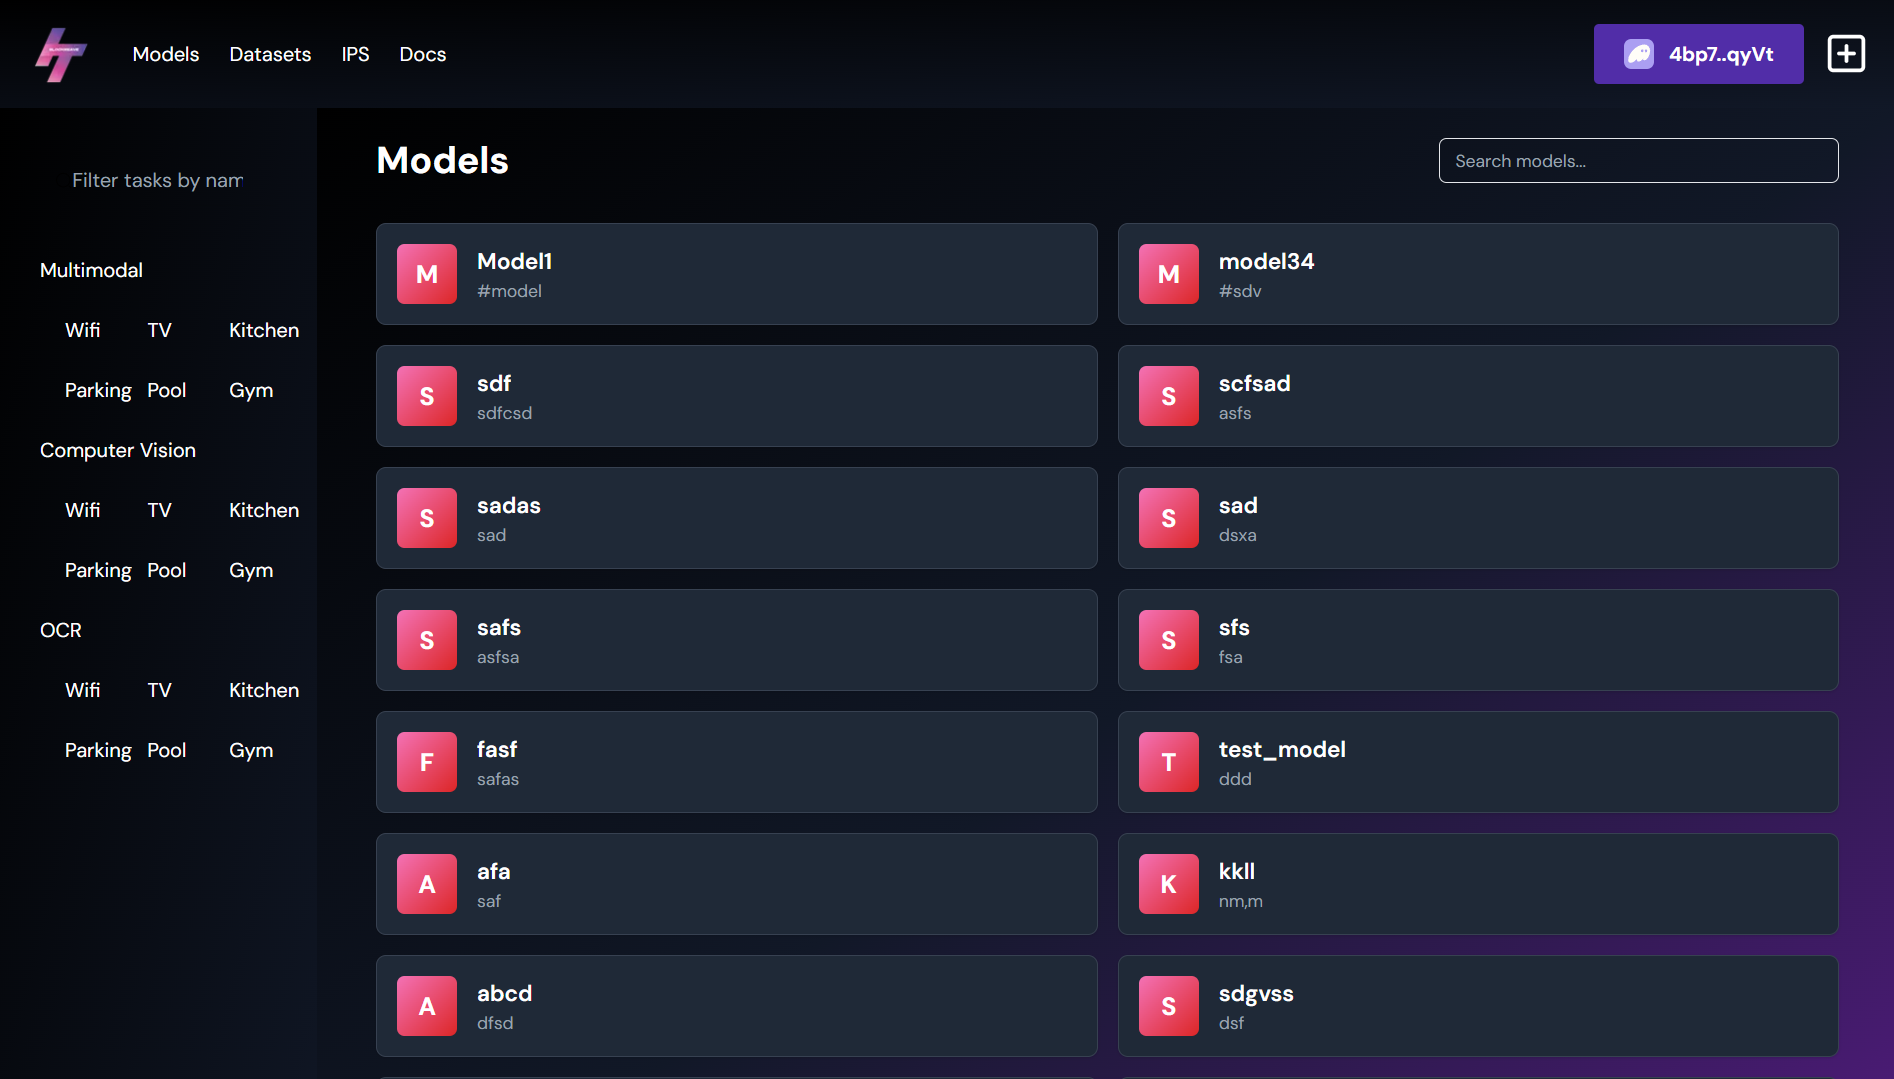 Models Datasets IPS Docs
4bp7..qyVt
Filter tasks by nam
Multimodal
Wifi TV Kitchen
Parking Pool Gym
Computer Vision
Wifi TV Kitchen
Parking Pool Gym
OCR
Wifi TV Kitchen
Parking Pool Gym
Models
Search models...
M
Model1
#model
M
model34
#sdv
S
sdf
sdfcsd
S
scfsad
asfs
S
sadas
sad
S
sad
dsxa
S
safs
asfsa
S
sfs
fsa
F
fasf
safas
T
test_model
ddd
A
afa
saf
K
kkll
nm,m
A
abcd
dfsd
S
sdgvss
dsf